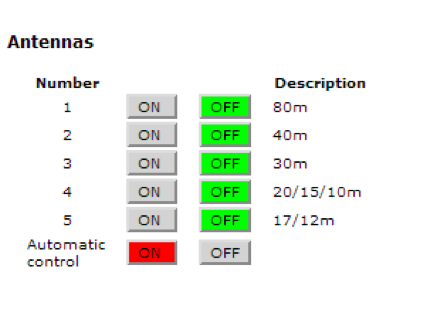 Antennas
Number Description
1 ON OFF 80m
2 ON OFF 40m
3 ON OFF 30m
4 ON OFF 20/15/10m
5 ON OFF 17/12m
Automatic
control ON OFF